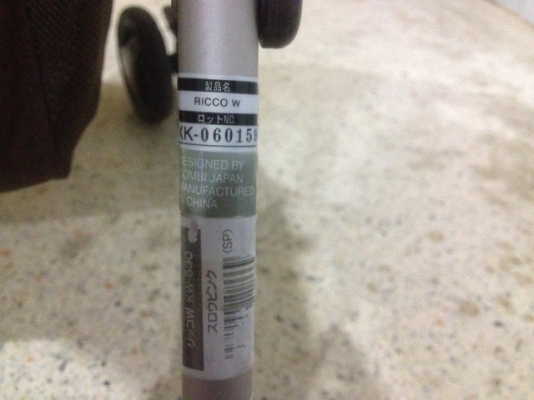 製品名
RICCO W
ロットNO.
KK-060159
DESIGNED BY
COMBI JAPAN
MANUFACTURED
IN CHINA
スロウピンク
(SP)